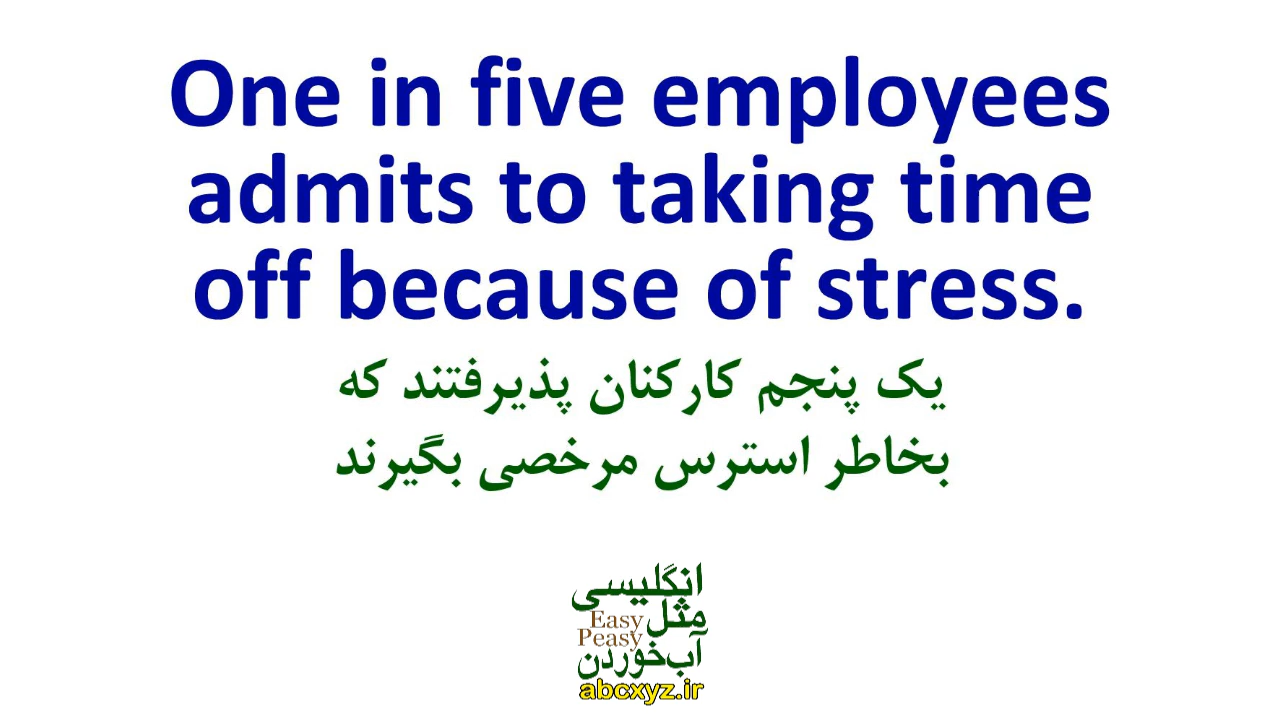 One in five employees
admits to taking time
off because of stress.
یک پنجم کارکنان پذیرفتند که
بخاطر استرس مرخصی بگیرند
انگلیسی
مثل
Easy
Peasy
آب‌خوردن
abcxyz.ir